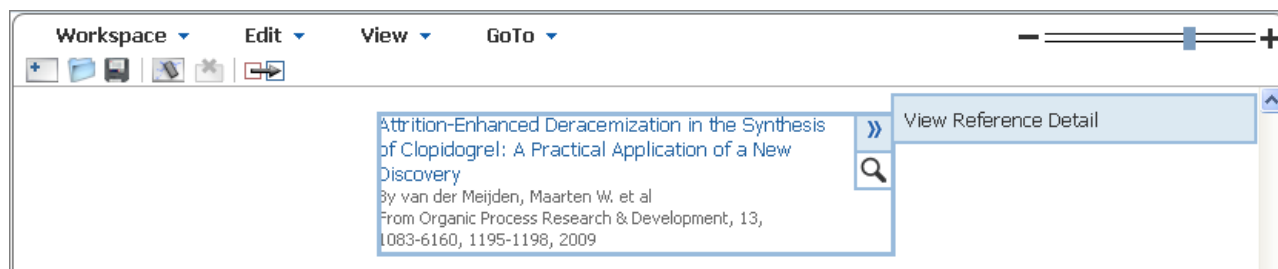 Workspace Edit View GoTo
Attrition-Enhanced Deracemization in the Synthesis
of Clopidogrel: A Practical Application of a New
Discovery
By van der Meijden, Maarten W. et al
From Organic Process Research & Development, 13,
1083-6160, 1195-1198, 2009
View Reference Detail